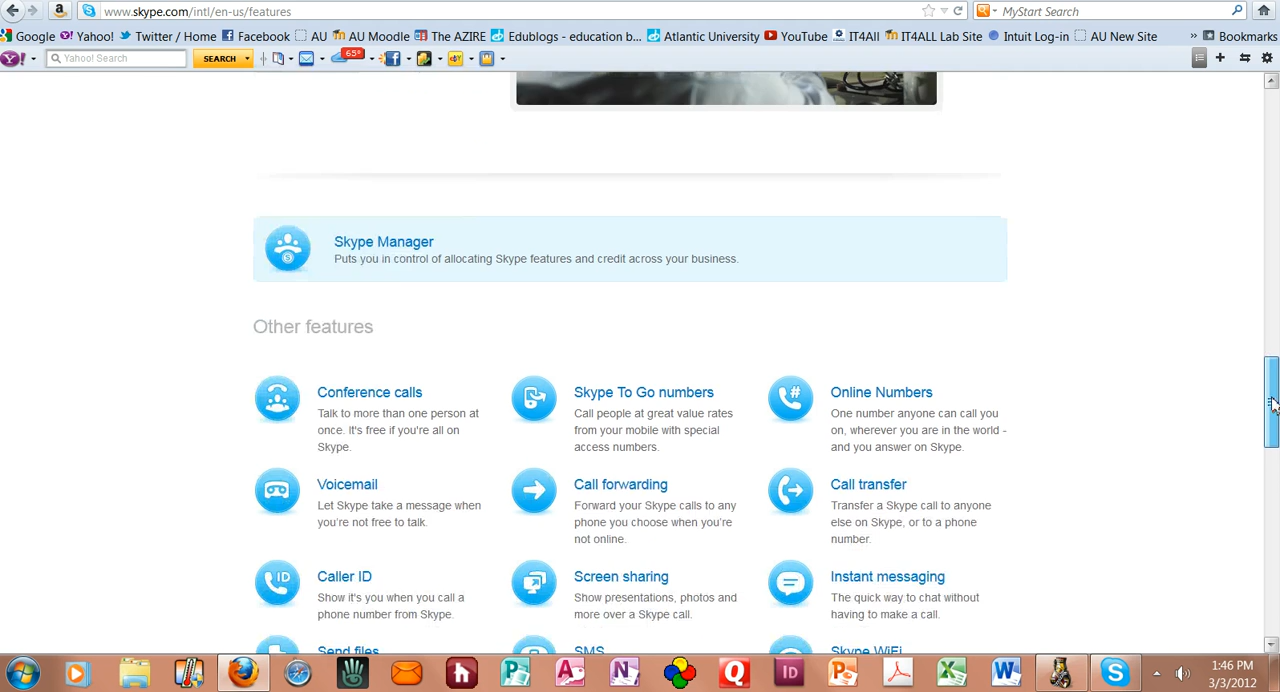 www.skype.com/intl/en-us/features
MyStart Search
Google Yahoo! Twitter / Home Facebook AU AU Moodle The AZIRE Edublogs - education b... Atlantic University YouTube IT4All IT4ALL Lab Site Intuit Log-in AU New Site » Bookmarks
Yahoo! Search SEARCH 65°
Skype Manager
Puts you in control of allocating Skype features and credit across your business.
Other features
Conference calls
Talk to more than one person at
once. It's free if you're all on
Skype.
Skype To Go numbers
Call people at great value rates
from your mobile with special
access numbers.
Online Numbers
One number anyone can call you
on, wherever you are in the world -
and you answer on Skype.
Voicemail
Let Skype take a message when
you're not free to talk.
Call forwarding
Forward your Skype calls to any
phone you choose when you're
not online.
Call transfer
Transfer a Skype call to anyone
else on Skype, or to a phone
number.
Caller ID
Show it's you when you call a
phone number from Skype.
Screen sharing
Show presentations, photos and
more over a Skype call.
Instant messaging
The quick way to chat without
having to make a call.
Send files
SMS
Skype WiFi
1:46 PM
3/3/2012